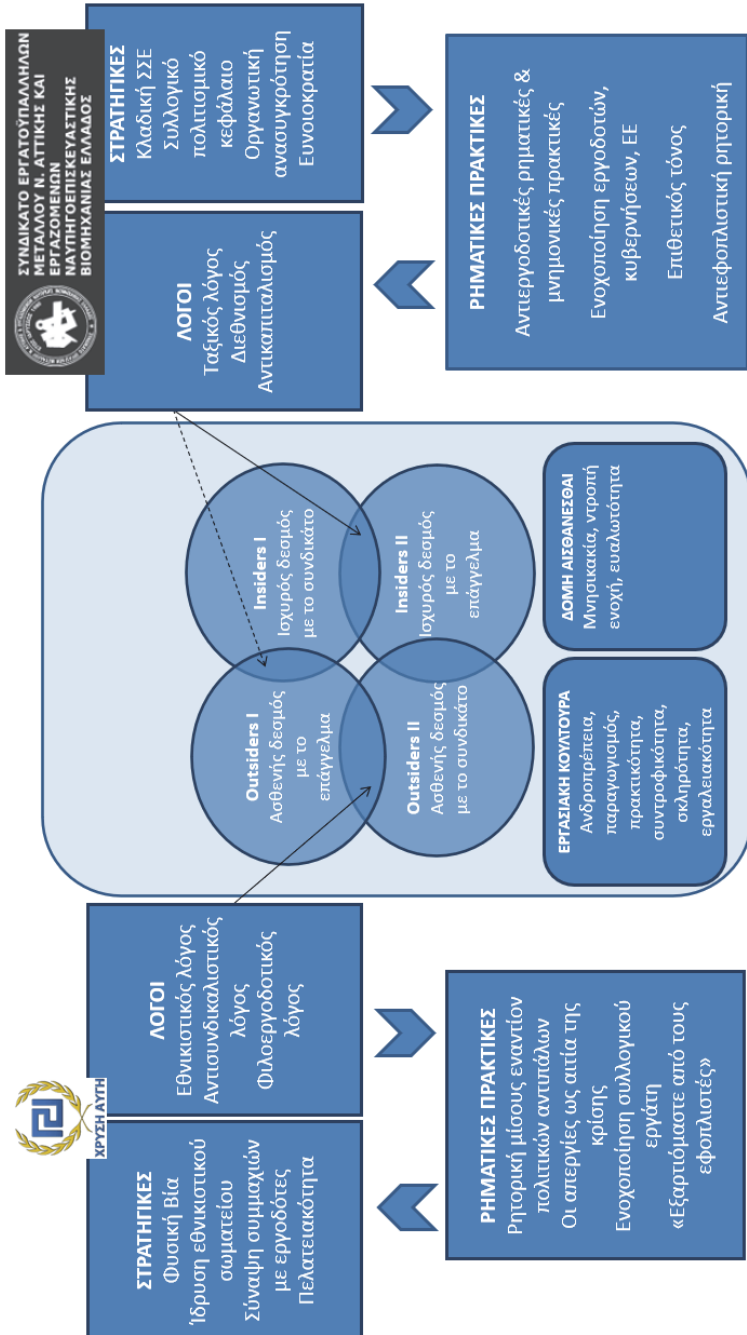 ΧΡΥΣΗ ΑΥΓΗ
ΣΤΡΑΤΗΓΙΚΕΣ
Φυσική Βία
Ίδρυση εθνικιστικού
σωματείου
Σύναψη συμμαχιών
με εργοδότες
Πελατειακότητα
ΛΟΓΟΙ
Εθνικιστικός λόγος
Αντισυνδικαλιστικός
λόγος
Φιλοεργοδοτικός
λόγος
ΡΗΜΑΤΙΚΕΣ ΠΡΑΚΤΙΚΕΣ
Ρητορική μίσους εναντίον
πολιτικών αντιπάλων
Οι απεργίες ως αιτία της
κρίσης
Ενοχοποίηση συλλογικού
εργάτη
«Εξαρτιόμαστε από τους
εφοπλιστές»
Outsiders I
Ασθενής δεσμός
με το
επάγγελμα
Insiders I
Ισχυρός δεσμός
με το συνδικάτο
Outsiders II
Ασθενής δεσμός
με το συνδικάτο
Insiders II
Ισχυρός δεσμός
με το
επάγγελμα
ΕΡΓΑΣΙΑΚΗ ΚΟΥΛΤΟΥΡΑ
Ανδροπρέπεια,
παραγωγισμός,
πρακτικότητα,
συντροφικότητα,
σκληρότητα,
εργαλειακότητα
ΔΟΜΗ ΑΙΣΘΑΝΕΣΘΑΙ
Μνησικακία, ντροπή
ενοχή, ευαλωτότητα
ΣΥΝΔΙΚΑΤΟ ΕΡΓΑΤΟΫΠΑΛΛΗΛΩΝ
ΜΕΤΑΛΛΟΥ Ν. ΑΤΤΙΚΗΣ ΚΑΙ
ΕΡΓΑΖΟΜΕΝΩΝ
ΝΑΥΠΗΓΟΕΠΙΣΚΕΥΑΣΤΙΚΗΣ
ΒΙΟΜΗΧΑΝΙΑΣ ΕΛΛΑΔΟΣ
ΛΟΓΟΙ
Ταξικός λόγος
Διεθνισμός
Αντικαπιταλισμός
ΣΤΡΑΤΗΓΙΚΕΣ
Κλαδική ΣΣΕ
Συλλογικό
πολιτισμικό
κεφάλαιο
Οργανωτική
ανασυγκρότηση
Ευνοιοκρατία
ΡΗΜΑΤΙΚΕΣ ΠΡΑΚΤΙΚΕΣ
Αντιεργοδοτικές ρηματικές &
μνημονικές πρακτικές
Ενοχοποίηση εργοδοτών,
κυβερνήσεων, ΕΕ
Επιθετικός τόνος
Αντιεφοπλιστική ρητορική